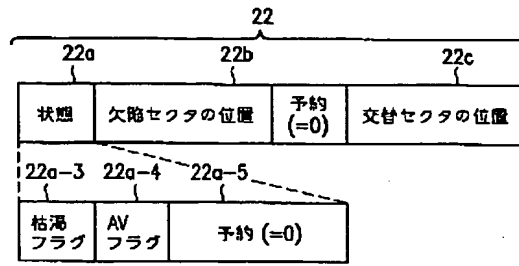 22
22a 22b 22c
状態 欠陥セクタの位置 予約 (=0) 交替セクタの位置
22a-3 22a-4 22a-5
枯渇フラグ AVフラグ 予約 (=0)